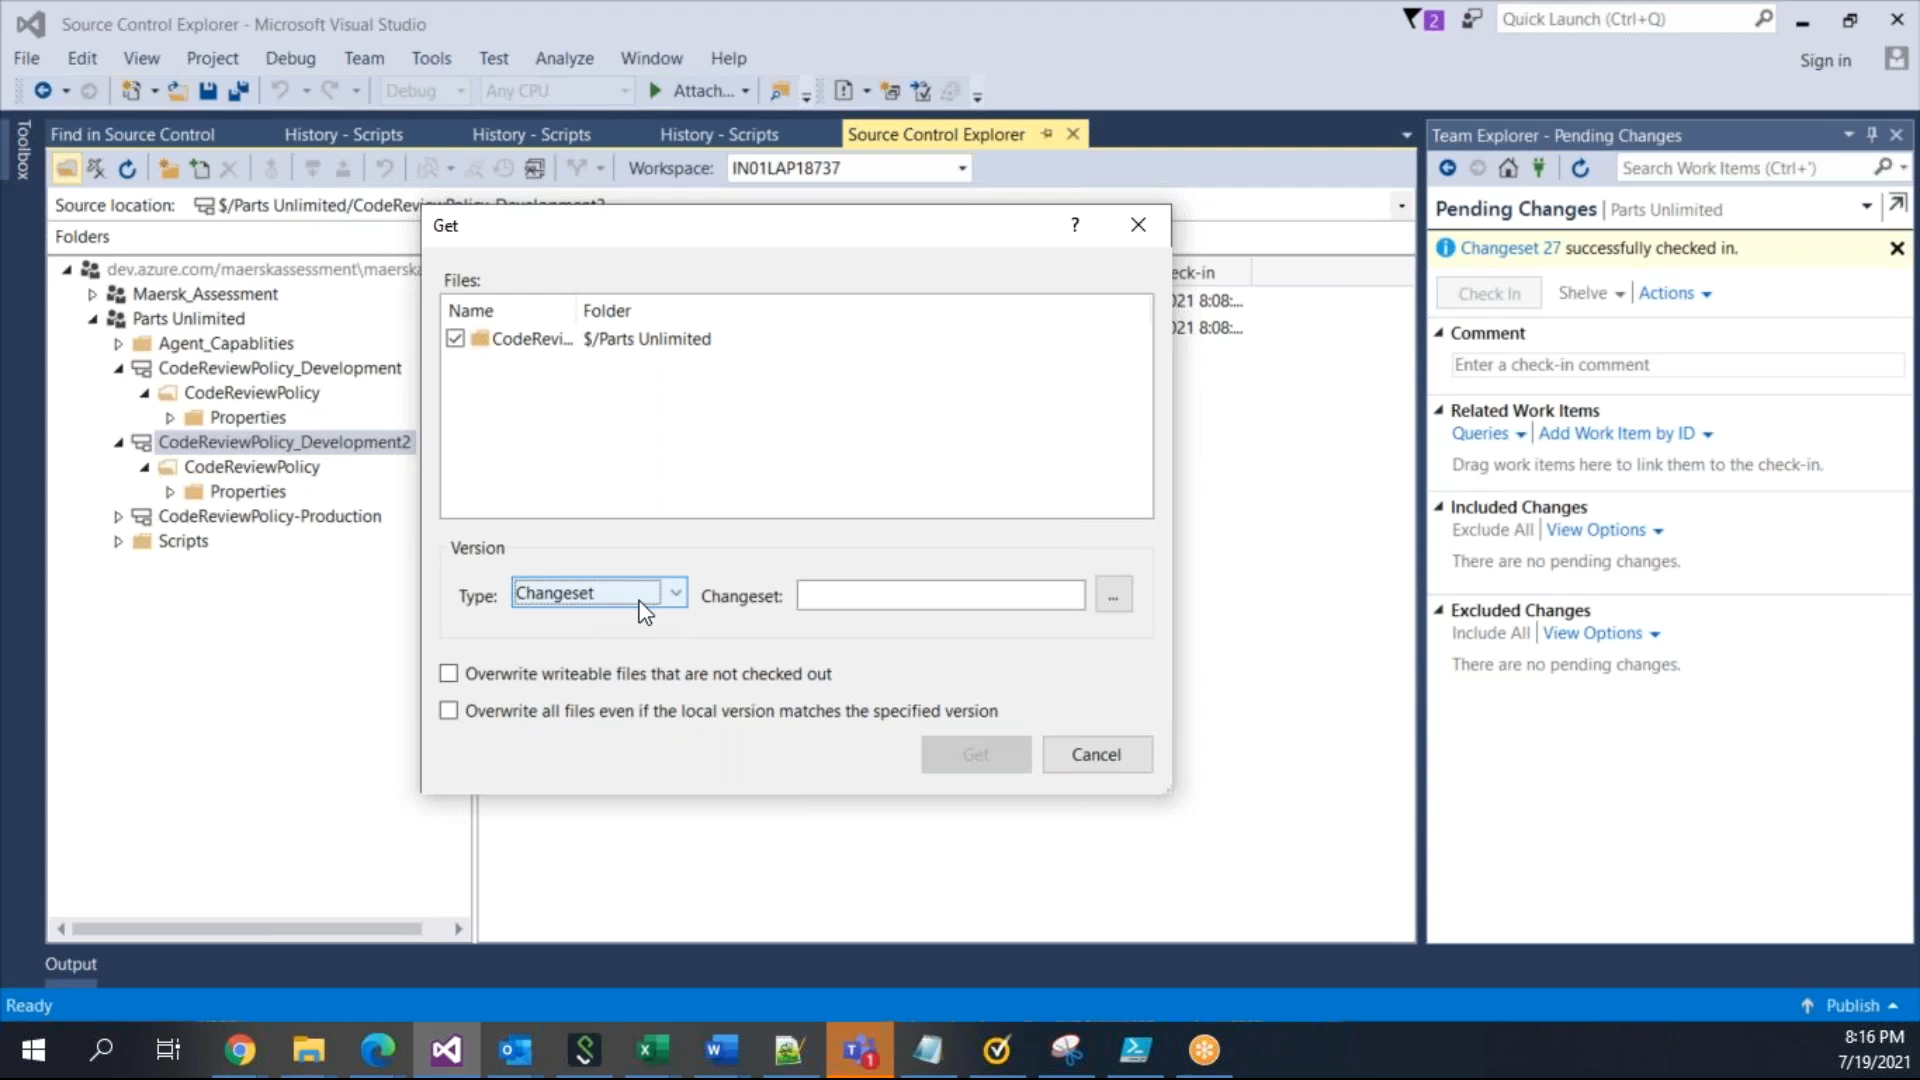 Source Control Explorer - Microsoft Visual Studio
2
Quick Launch (Ctrl+Q)
File Edit View Project Debug Team Tools Test Analyze Window Help
Sign in
Debug Any CPU Attach...
Toolbox
Find in Source Control History - Scripts History - Scripts History - Scripts Source Control Explorer
Workspace: IN01LAP18737
Source location: $/Parts Unlimited/CodeReviewPolicy_Development2
Folders
dev.azure.com/maerskassessment\maerska
Maersk_Assessment
Parts Unlimited
Agent_Capablities
CodeReviewPolicy_Development
CodeReviewPolicy
Properties
CodeReviewPolicy_Development2
CodeReviewPolicy
Properties
CodeReviewPolicy-Production
Scripts
eck-in
021 8:08:...
021 8:08:...
Get
?
Files:
Name Folder
CodeRevi... $/Parts Unlimited
Version
Type: Changeset Changeset: ...
Overwrite writeable files that are not checked out
Overwrite all files even if the local version matches the specified version
Get Cancel
Team Explorer - Pending Changes
Search Work Items (Ctrl+')
Pending Changes | Parts Unlimited
Changeset 27 successfully checked in.
Check In Shelve Actions
Comment
Enter a check-in comment
Related Work Items
Queries Add Work Item by ID
Drag work items here to link them to the check-in.
Included Changes
Exclude All View Options
There are no pending changes.
Excluded Changes
Include All View Options
There are no pending changes.
Output
Ready
Publish
1
8:16 PM
7/19/2021